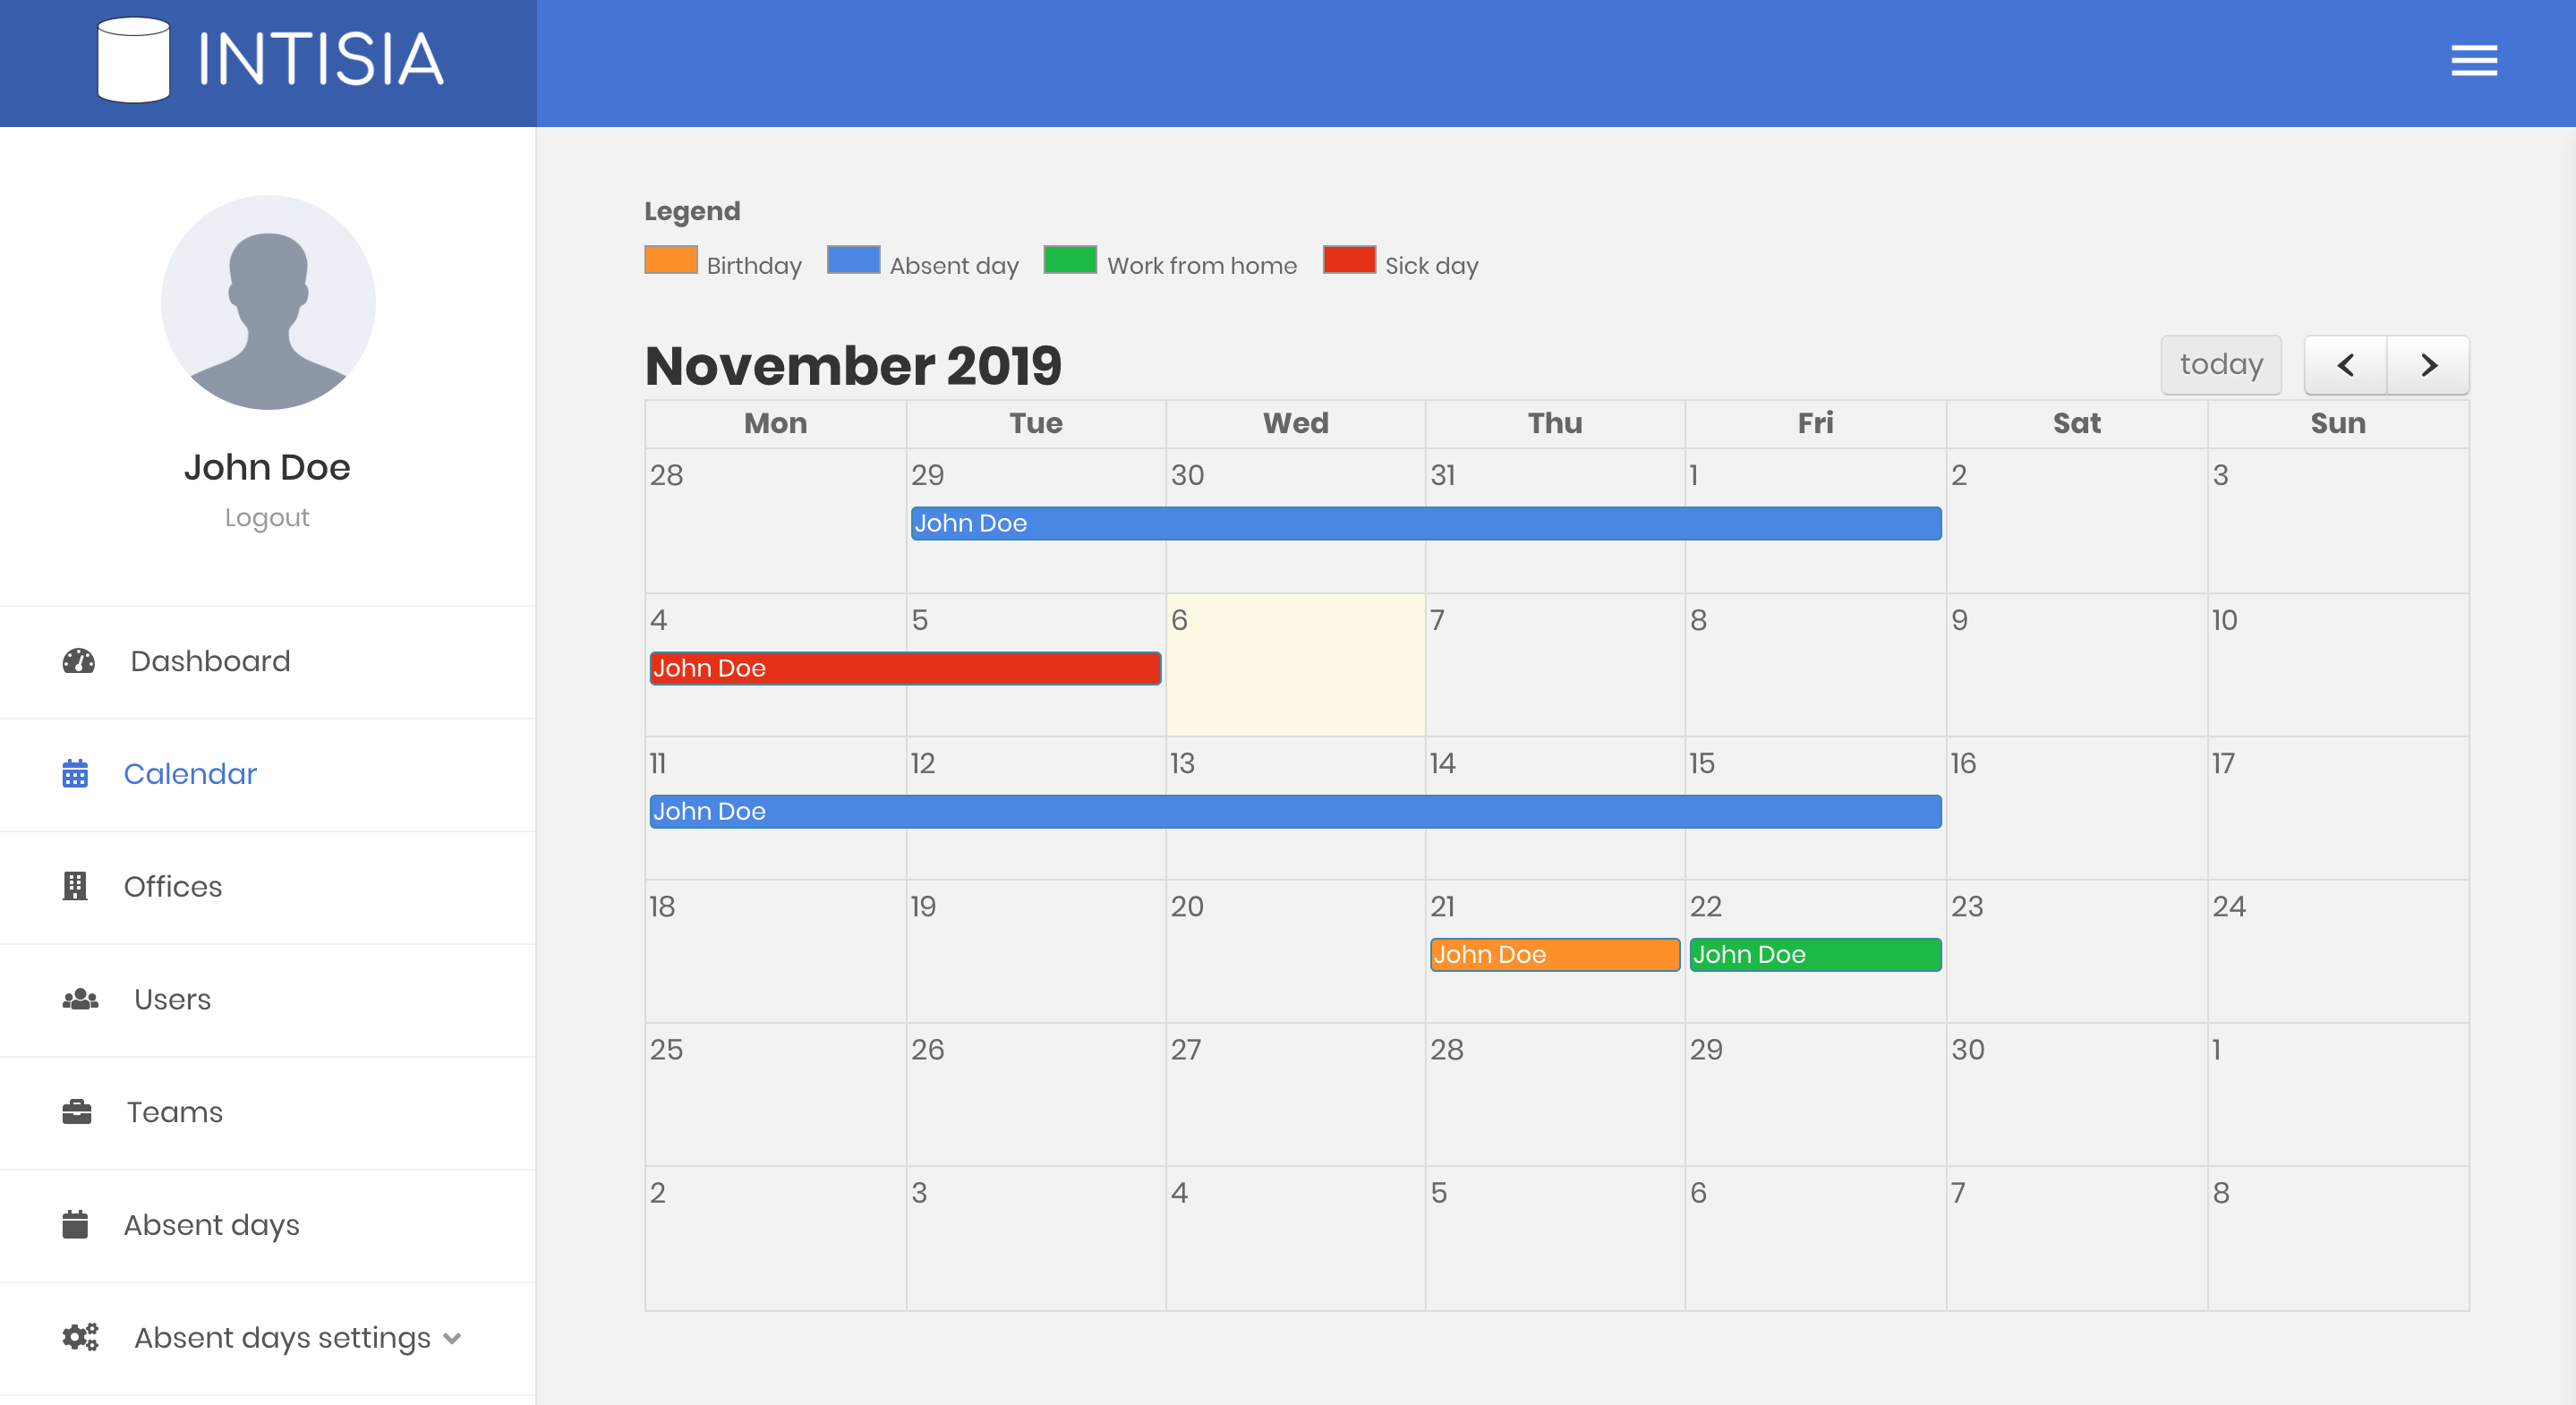 INTISIA
John Doe
Logout
Dashboard
Calendar
Offices
Users
Teams
Absent days
Absent days settings
Legend
Birthday Absent day Work from home Sick day
November 2019
today
Mon Tue Wed Thu Fri Sat Sun
28 29 30 31 1 2 3
John Doe
4 5 6 7 8 9 10
John Doe
11 12 13 14 15 16 17
John Doe
18 19 20 21 22 23 24
John Doe John Doe
25 26 27 28 29 30 1
2 3 4 5 6 7 8